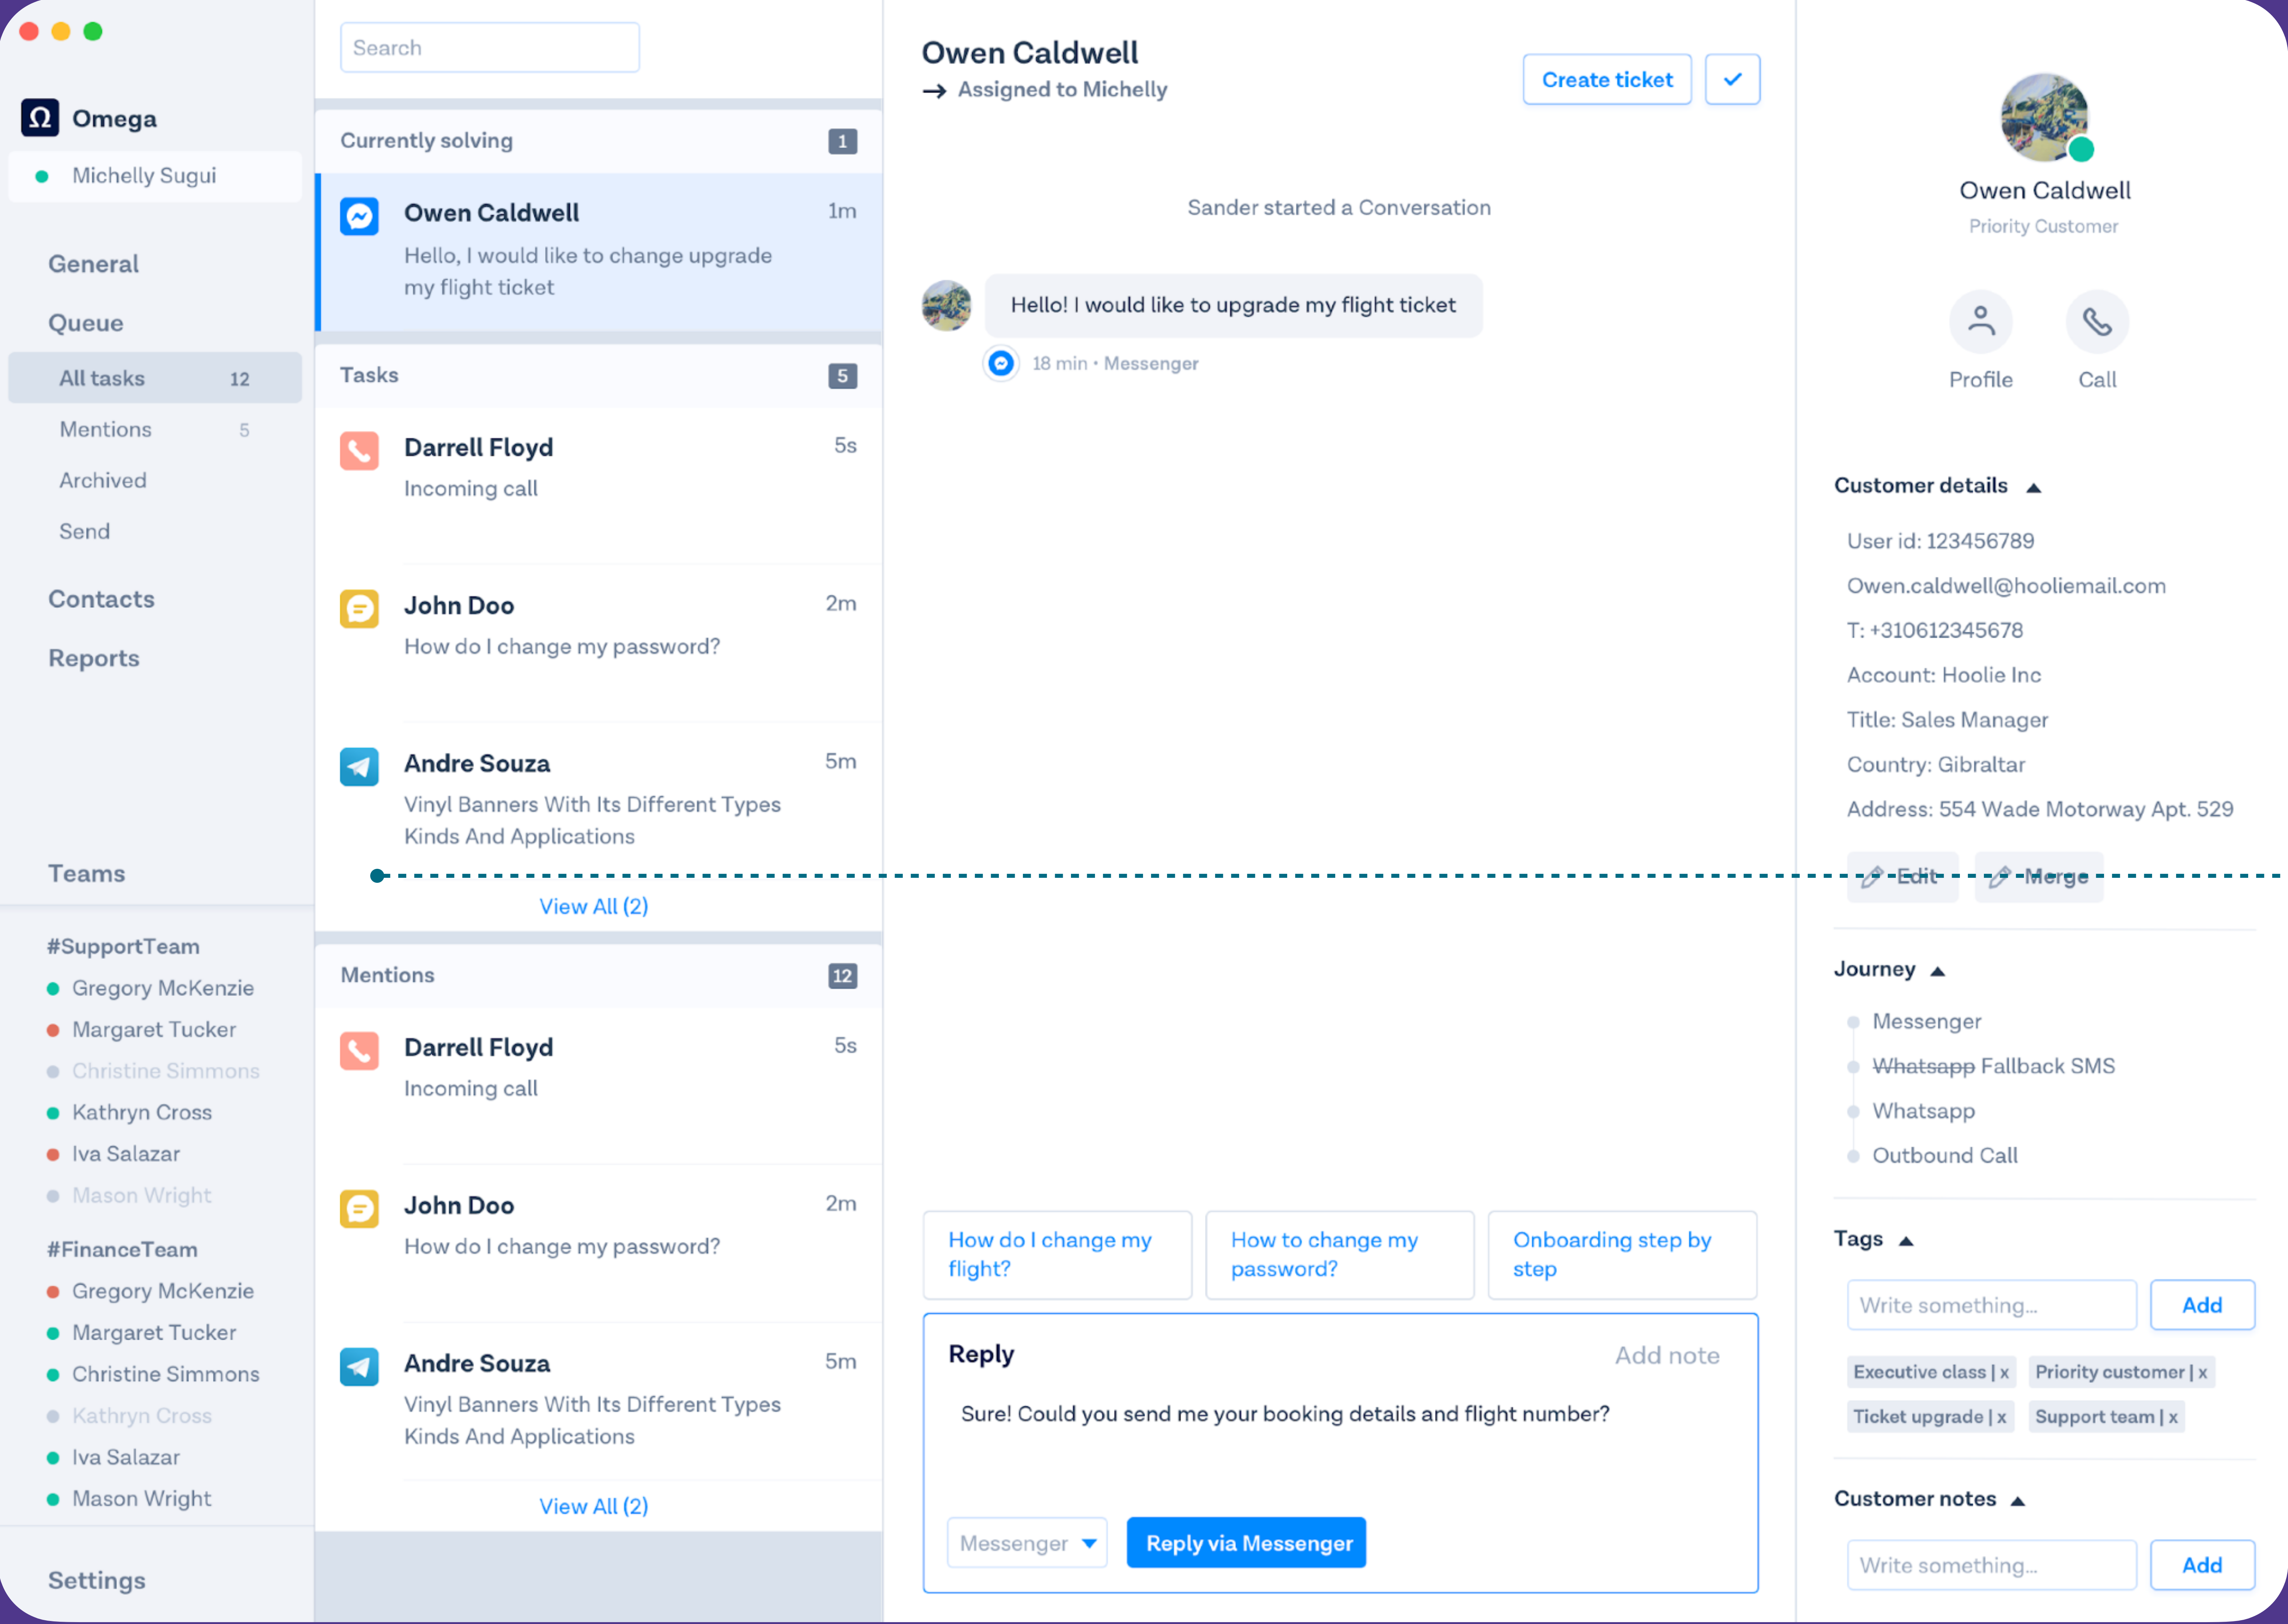 Ω Omega
Michelly Sugui
General
Queue
All tasks 12
Mentions 5
Archived
Send
Contacts
Reports
Teams
#SupportTeam
Gregory McKenzie
Margaret Tucker
Christine Simmons
Kathryn Cross
Iva Salazar
Mason Wright
#FinanceTeam
Gregory McKenzie
Margaret Tucker
Christine Simmons
Kathryn Cross
Iva Salazar
Mason Wright
Settings
Search
Currently solving 1
Owen Caldwell 1m
Hello, I would like to change upgrade
my flight ticket
Tasks 5
Darrell Floyd 5s
Incoming call
John Doo 2m
How do I change my password?
Andre Souza 5m
Vinyl Banners With Its Different Types
Kinds And Applications
View All (2)
Mentions 12
Darrell Floyd 5s
Incoming call
John Doo 2m
How do I change my password?
Andre Souza 5m
Vinyl Banners With Its Different Types
Kinds And Applications
View All (2)
Owen Caldwell
→ Assigned to Michelly
Create ticket
Sander started a Conversation
Hello! I would like to upgrade my flight ticket
18 min • Messenger
How do I change my
flight?
How to change my
password?
Onboarding step by
step
Reply Add note
Sure! Could you send me your booking details and flight number?
Messenger
Reply via Messenger
Owen Caldwell
Priority Customer
Profile Call
Customer details
User id: 123456789
Owen.caldwell@hooliemail.com
T: +310612345678
Account: Hoolie Inc
Title: Sales Manager
Country: Gibraltar
Address: 554 Wade Motorway Apt. 529
Edit Merge
Journey
Messenger
Whatsapp Fallback SMS
Whatsapp
Outbound Call
Tags
Write something... Add
Executive class | x Priority customer | x
Ticket upgrade | x Support team | x
Customer notes
Write something... Add